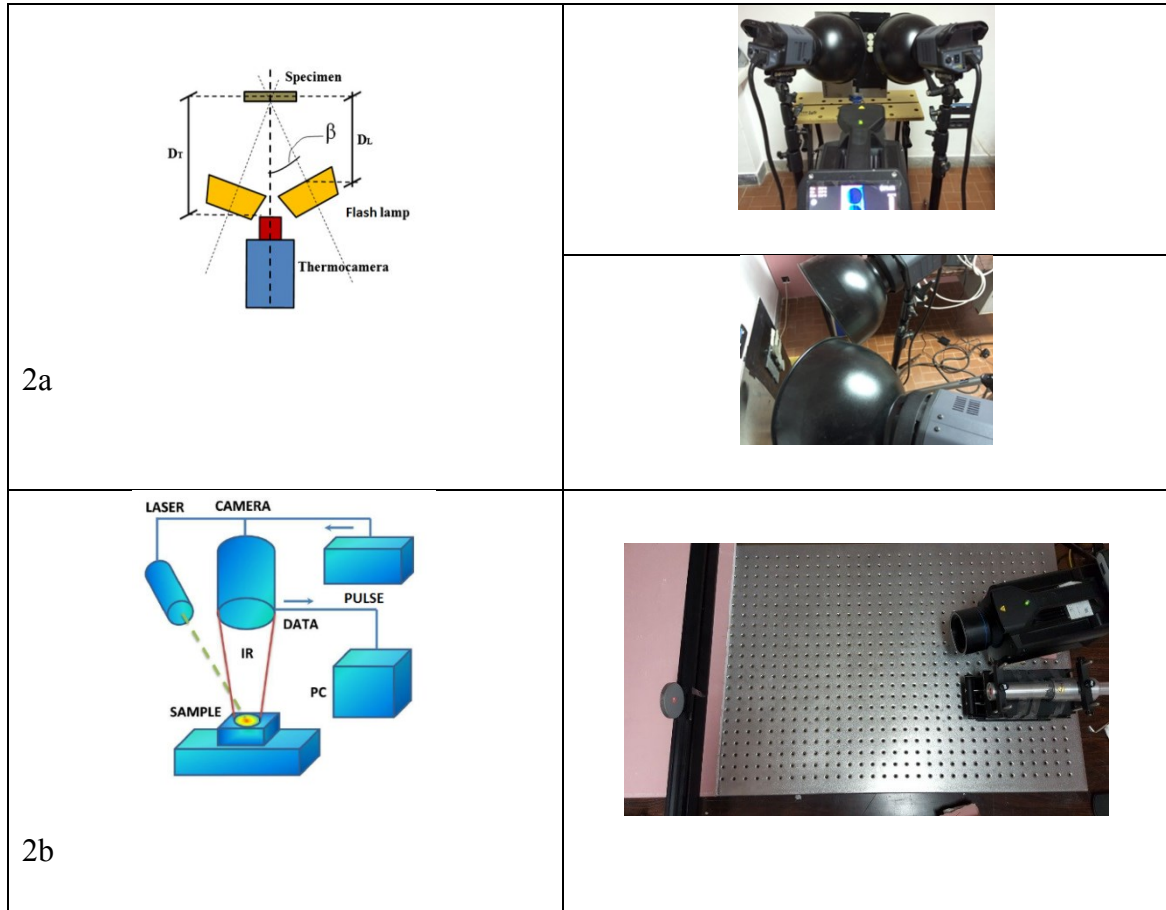 Specimen
β
DT
DL
Flash lamp
Thermocamera
2a
LASER
CAMERA
PULSE
DATA
IR
PC
SAMPLE
2b